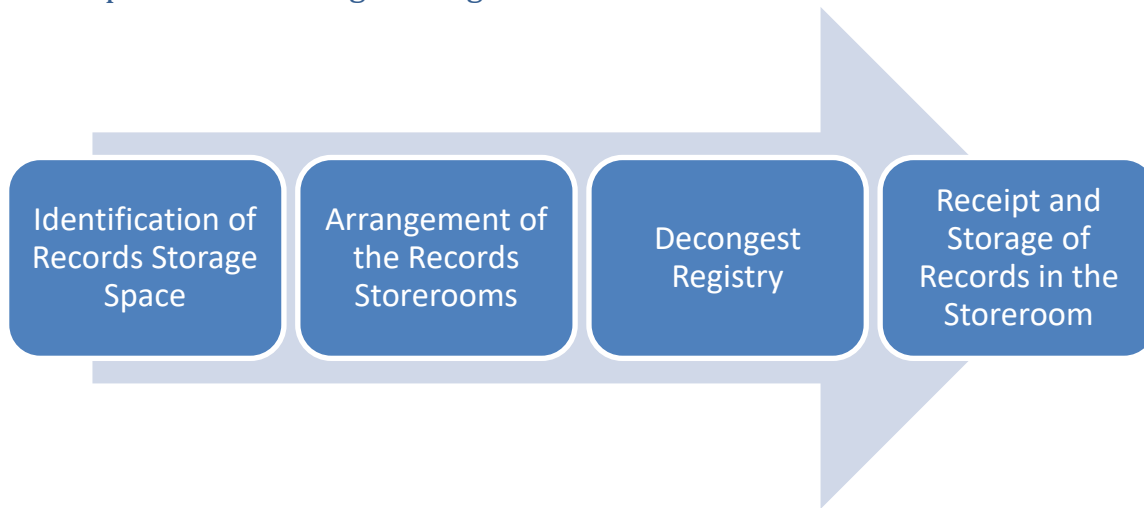 Identification of
Records Storage
Space
Arrangement of
the Records
Storerooms
Decongest
Registry
Receipt and
Storage of
Records in the
Storeroom